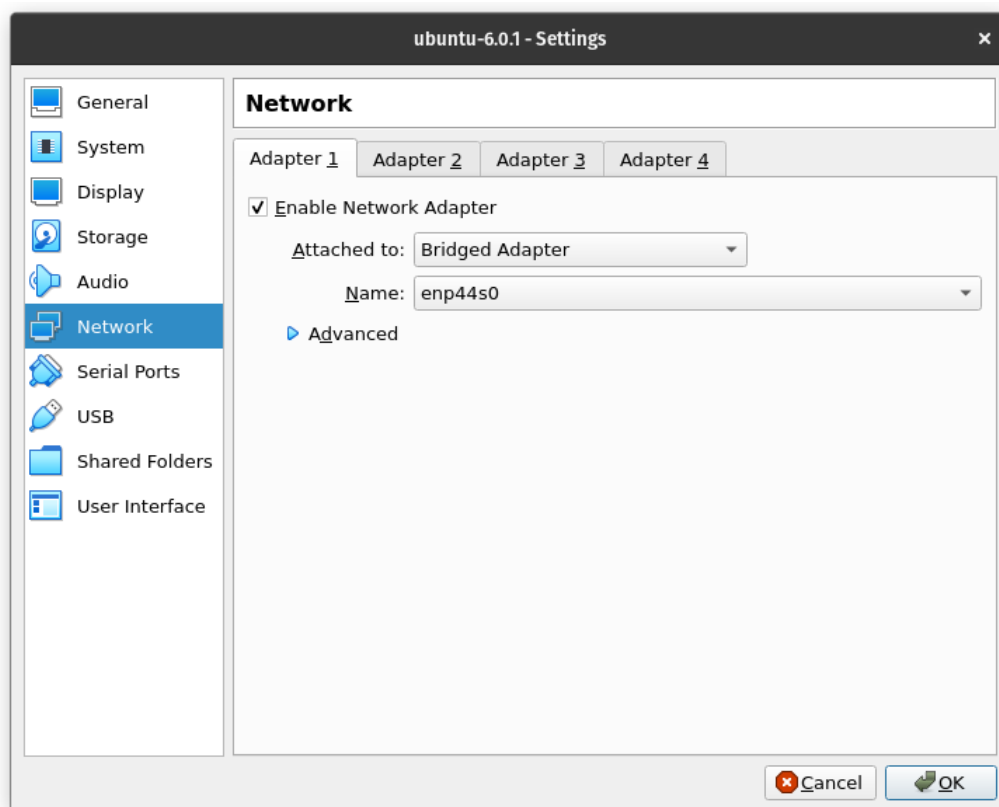 ubuntu-6.0.1 - Settings
×
General
System
Display
Storage
Audio
Network
Serial Ports
USB
Shared Folders
User Interface
Network
Adapter 1
Adapter 2
Adapter 3
Adapter 4
Enable Network Adapter
Attached to: Bridged Adapter
Name: enp44s0
Advanced
Cancel
OK